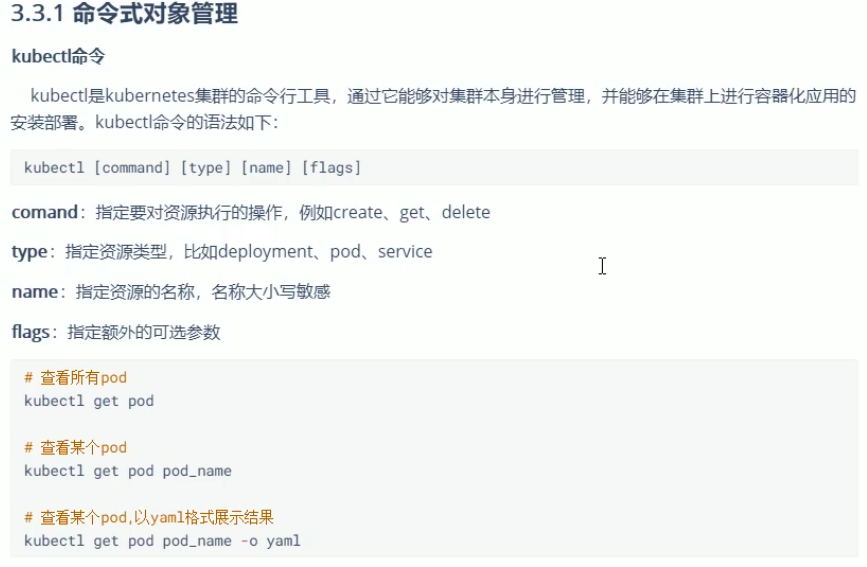 3.3.1 命令式对象管理
kubectl命令
kubectl是kubernetes集群的命令行工具，通过它能够对集群本身进行管理，并能够在集群上进行容器化应用的
安装部署。kubectl命令的语法如下：
kubectl [command] [type] [name] [flags]
comand：指定要对资源执行的操作，例如create、get、delete
type：指定资源类型，比如deployment、pod、service
name：指定资源的名称，名称大小写敏感
flags：指定额外的可选参数
# 查看所有pod
kubectl get pod
# 查看某个pod
kubectl get pod pod_name
# 查看某个pod,以yaml格式展示结果
kubectl get pod pod_name -o yaml